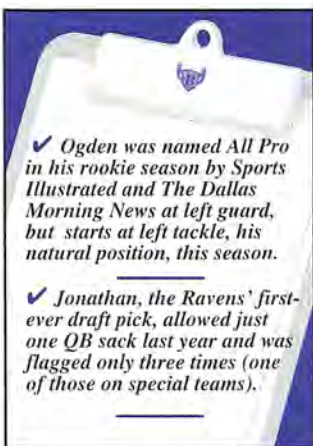 ✔ Ogden was named All Pro
in his rookie season by Sports
Illustrated and The Dallas
Morning News at left guard,
but starts at left tackle, his
natural position, this season.
✔ Jonathan, the Ravens' first-
ever draft pick, allowed just
one QB sack last year and was
flagged only three times (one
of those on special teams).